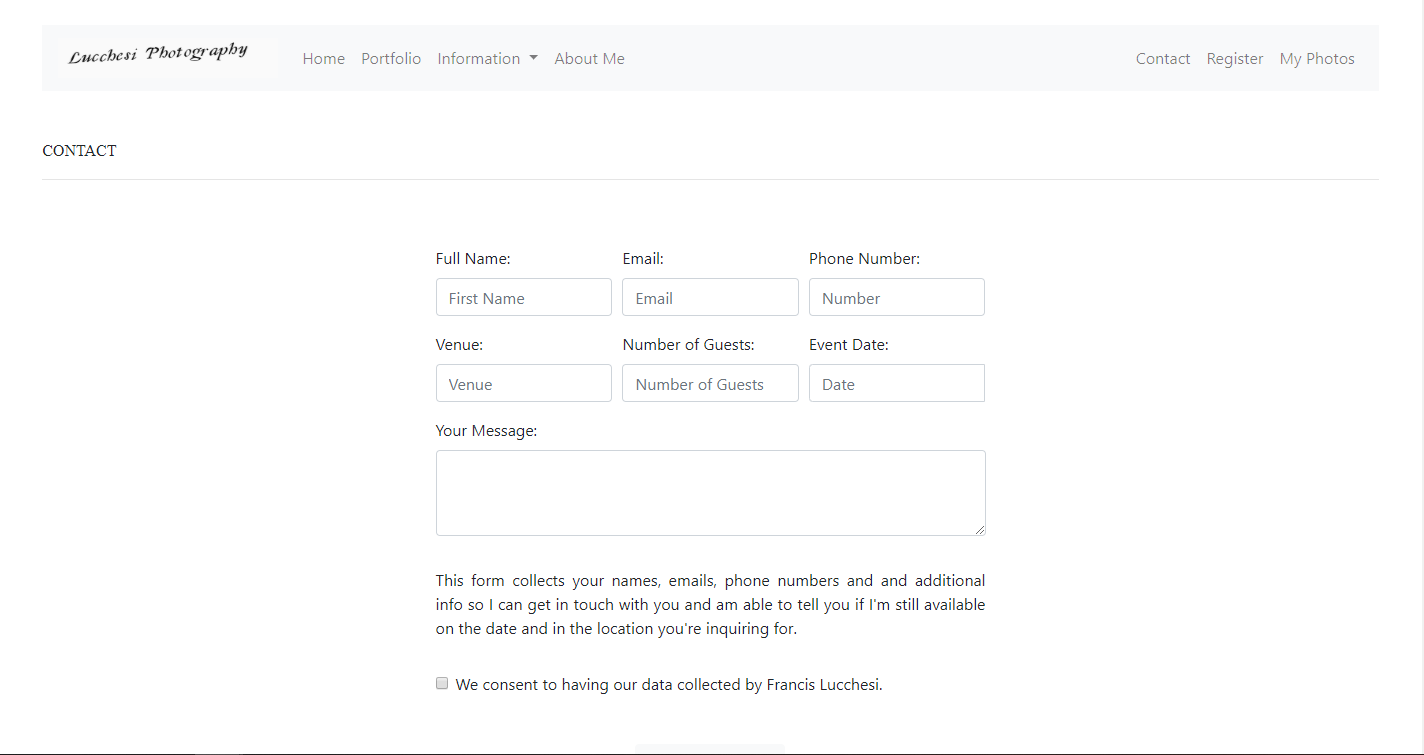 Lucchesi Photography Home Portfolio Information About Me Contact Register My Photos
CONTACT
Full Name: Email: Phone Number:
First Name Email Number
Venue: Number of Guests: Event Date:
Venue Number of Guests Date
Your Message:
This form collects your names, emails, phone numbers and and additional
info so I can get in touch with you and am able to tell you if I'm still available
on the date and in the location you're inquiring for.
We consent to having our data collected by Francis Lucchesi.